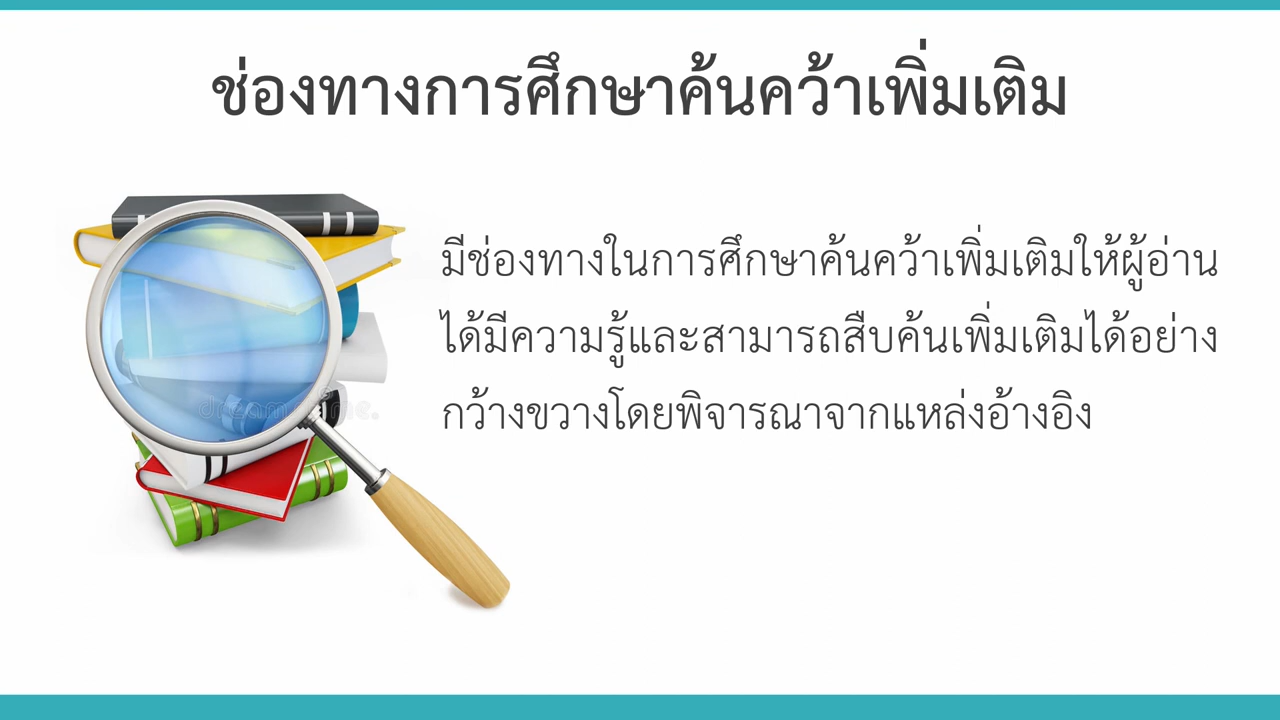 ช่องทางการศึกษาค้นคว้าเพิ่มเติม
มีช่องทางในการศึกษาค้นคว้าเพิ่มเติมให้ผู้อ่าน
ได้มีความรู้และสามารถสืบค้นเพิ่มเติมได้อย่าง
กว้างขวางโดยพิจารณาจากแหล่งอ้างอิง